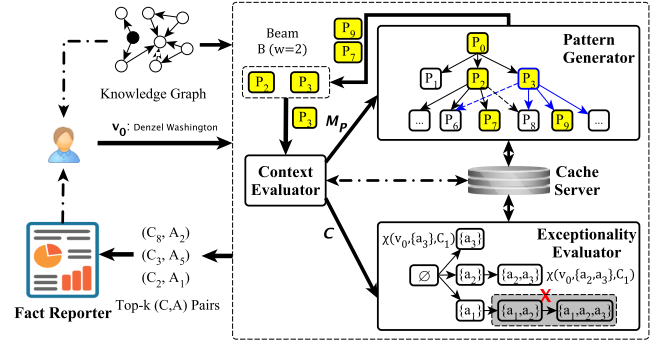 Knowledge Graph
v₀: Denzel Washington
Fact Reporter
(C₈, A₂)
(C₃, A₅)
(C₂, A₁)
Top-k (C,A) Pairs
Beam
B (w=2)
P₉
P₇
P₂ P₃
P₃
M_P
Context
Evaluator
C
Pattern
Generator
P₀
P₁ P₂ P₃
... P₆ P₇ P₈ P₉ ...
Cache
Server
Exceptionality
Evaluator
χ(v₀,{a₃},C₁) {a₃}
∅ {a₂} {a₂,a₃} χ(v₀,{a₂,a₃},C₁)
X
{a₁} {a₁,a₂} {a₁,a₂,a₃}